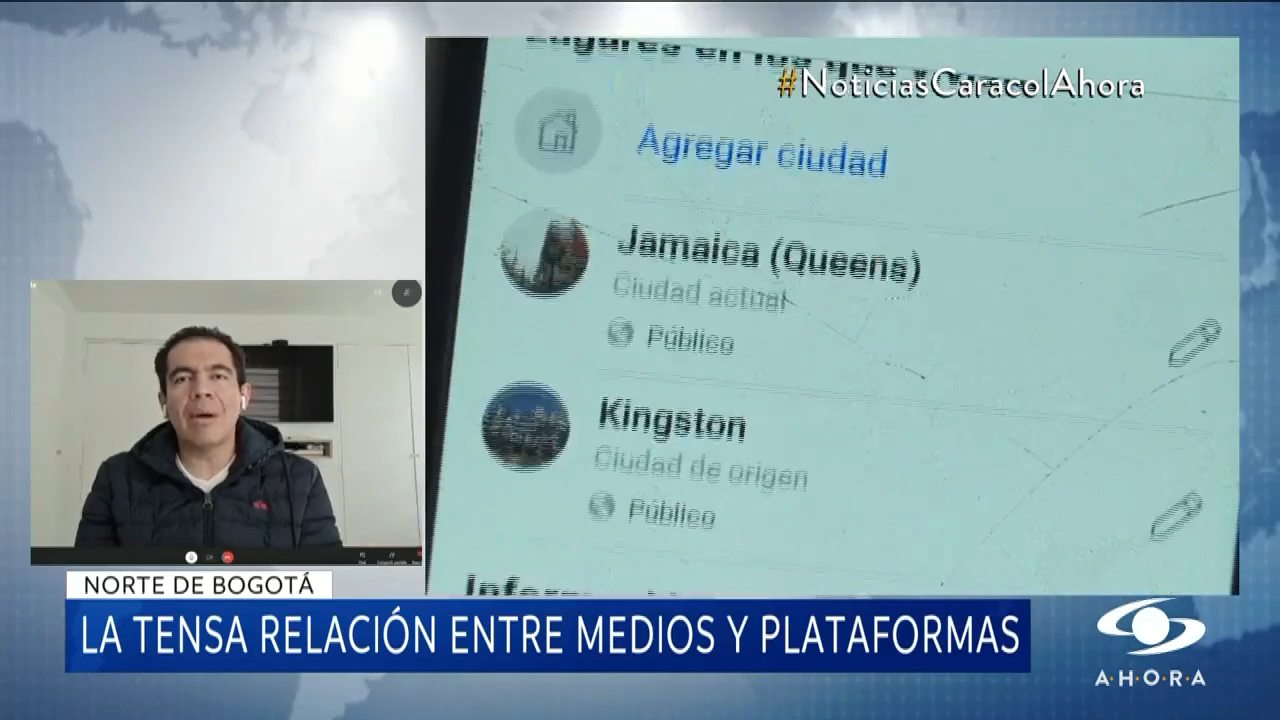 #NoticiasCaracolAhora
Agregar ciudad
Jamaica (Queens)
Ciudad actual
Público
Kingston
Ciudad de origen
Público
NORTE DE BOGOTÁ
LA TENSA RELACIÓN ENTRE MEDIOS Y PLATAFORMAS
A·H·O·R·A